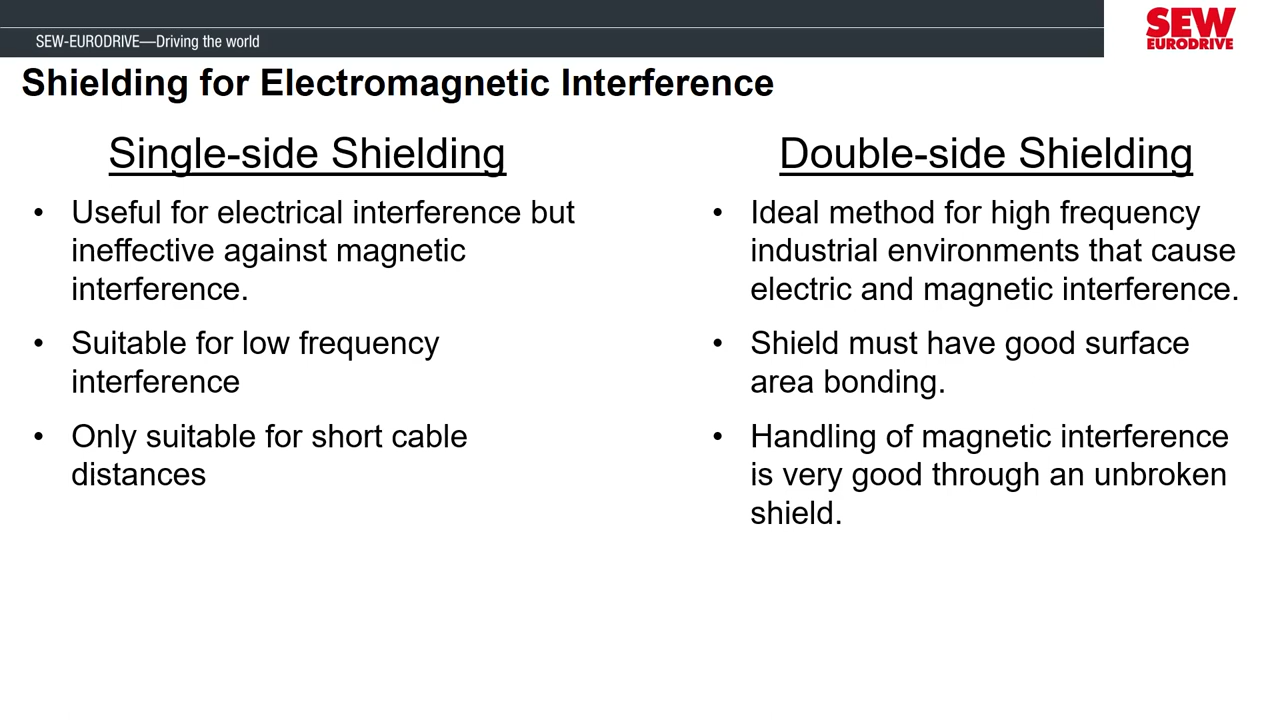 SEW-EURODRIVE—Driving the world
SEW
EURODRIVE
Shielding for Electromagnetic Interference
Single-side Shielding
• Useful for electrical interference but
ineffective against magnetic
interference.
• Suitable for low frequency
interference
• Only suitable for short cable
distances
Double-side Shielding
• Ideal method for high frequency
industrial environments that cause
electric and magnetic interference.
• Shield must have good surface
area bonding.
• Handling of magnetic interference
is very good through an unbroken
shield.